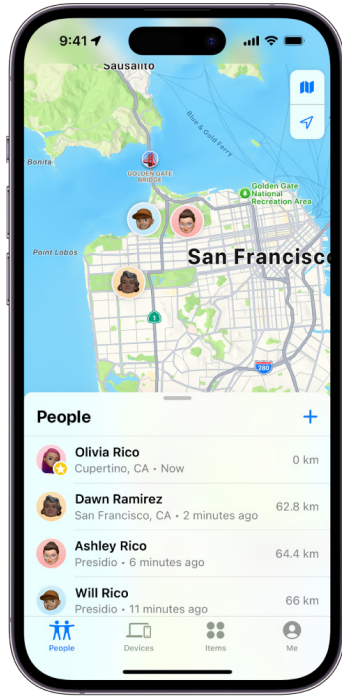 9:41
Sausalito
Blue & Gold Ferry
Bonita
GOLDEN GATE
BRIDGE
Golden Gate
National
Recreation Area
Point Lobos
San Francisco
1
280
People
Olivia Rico
Cupertino, CA • Now
0 km
Dawn Ramirez
San Francisco, CA • 2 minutes ago
62.8 km
Ashley Rico
Presidio • 6 minutes ago
64.4 km
Will Rico
Presidio • 11 minutes ago
66 km
People
Devices
Items
Me